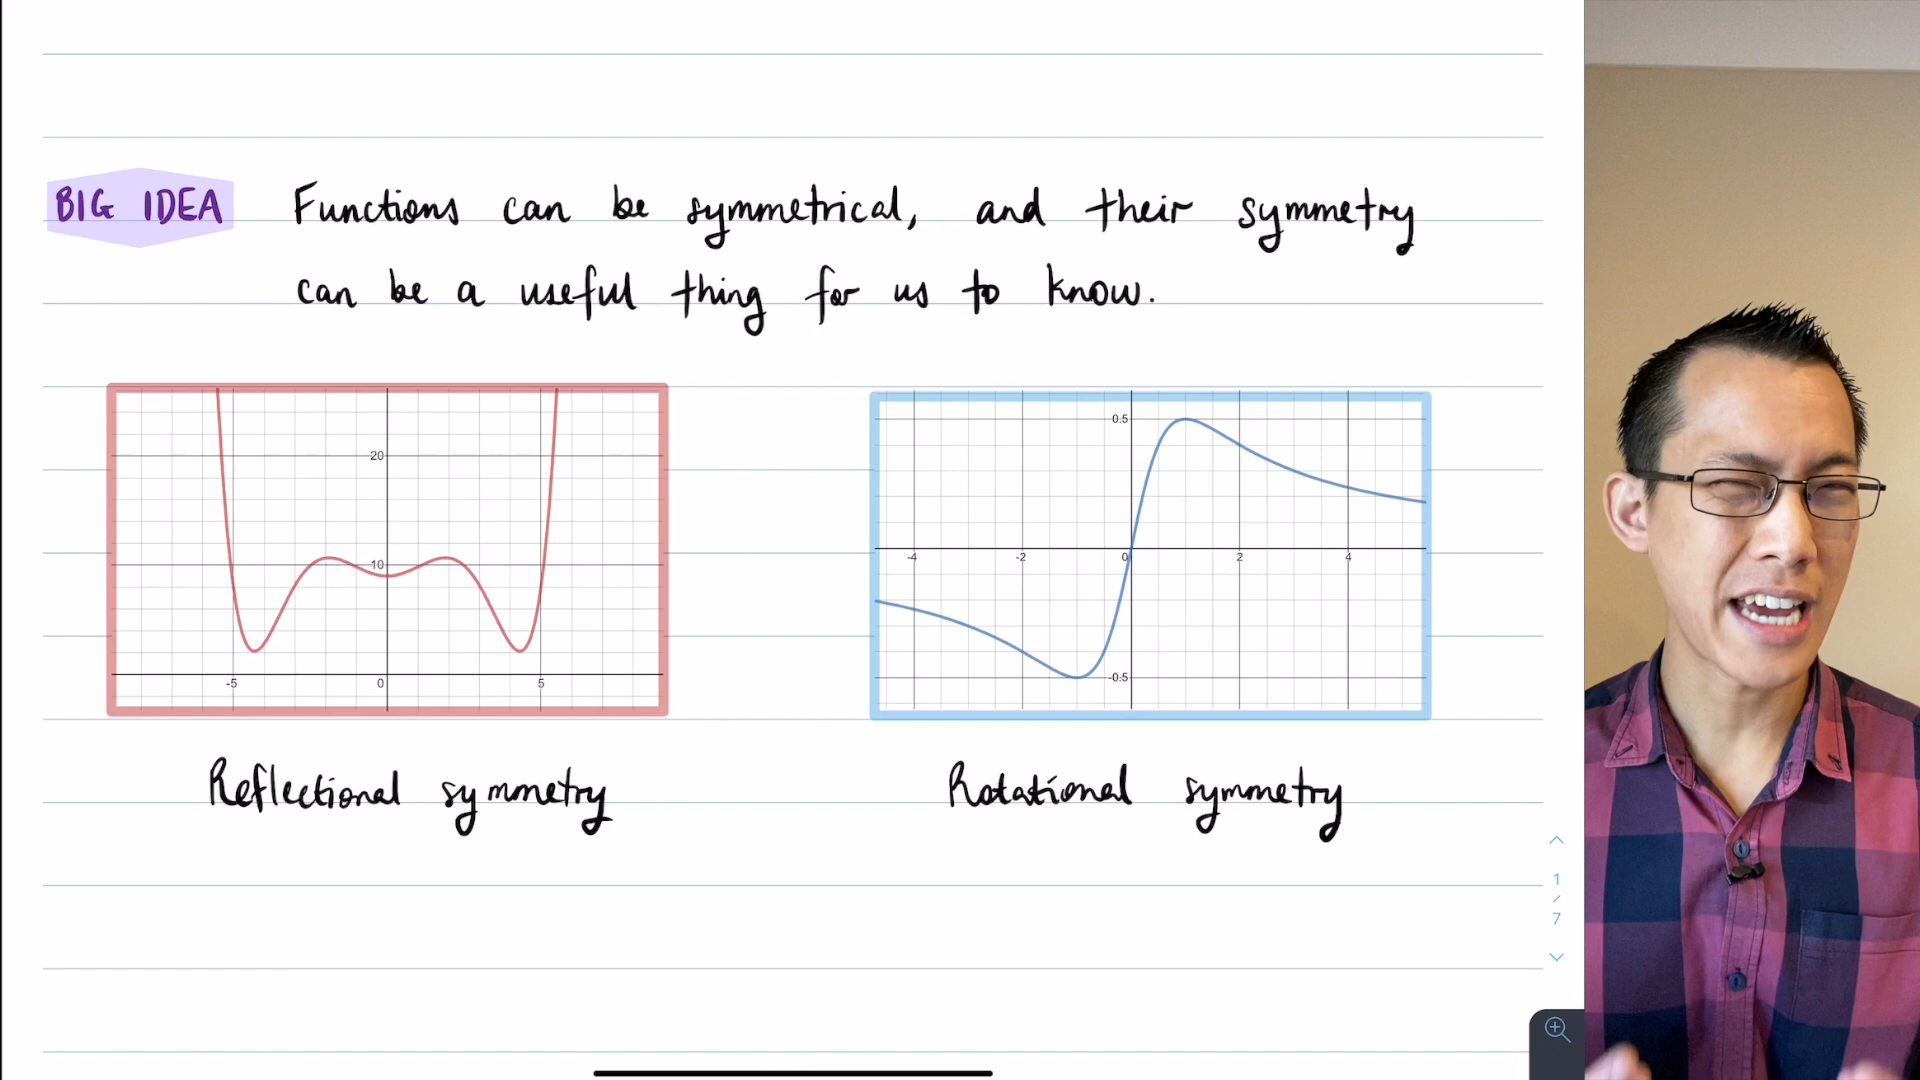 BIG IDEA Functions can be symmetrical, and their symmetry
can be a useful thing for us to know.
20
10
-5 0 5
0.5
-4 -2 0 2 4
-0.5
Reflectional symmetry
Rotational symmetry
1
/
7